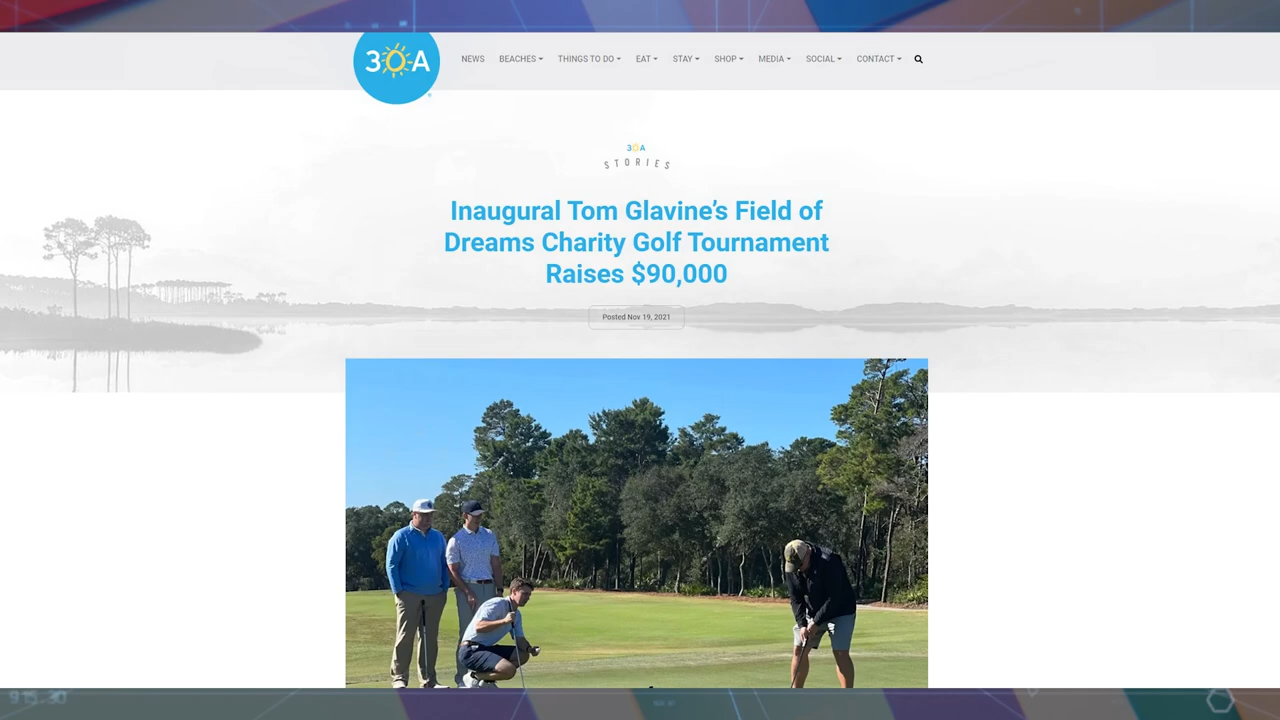 30A
NEWS BEACHES THINGS TO DO EAT STAY SHOP MEDIA SOCIAL CONTACT
30A
STORIES
Inaugural Tom Glavine’s Field of
Dreams Charity Golf Tournament
Raises $90,000
Posted Nov 19, 2021